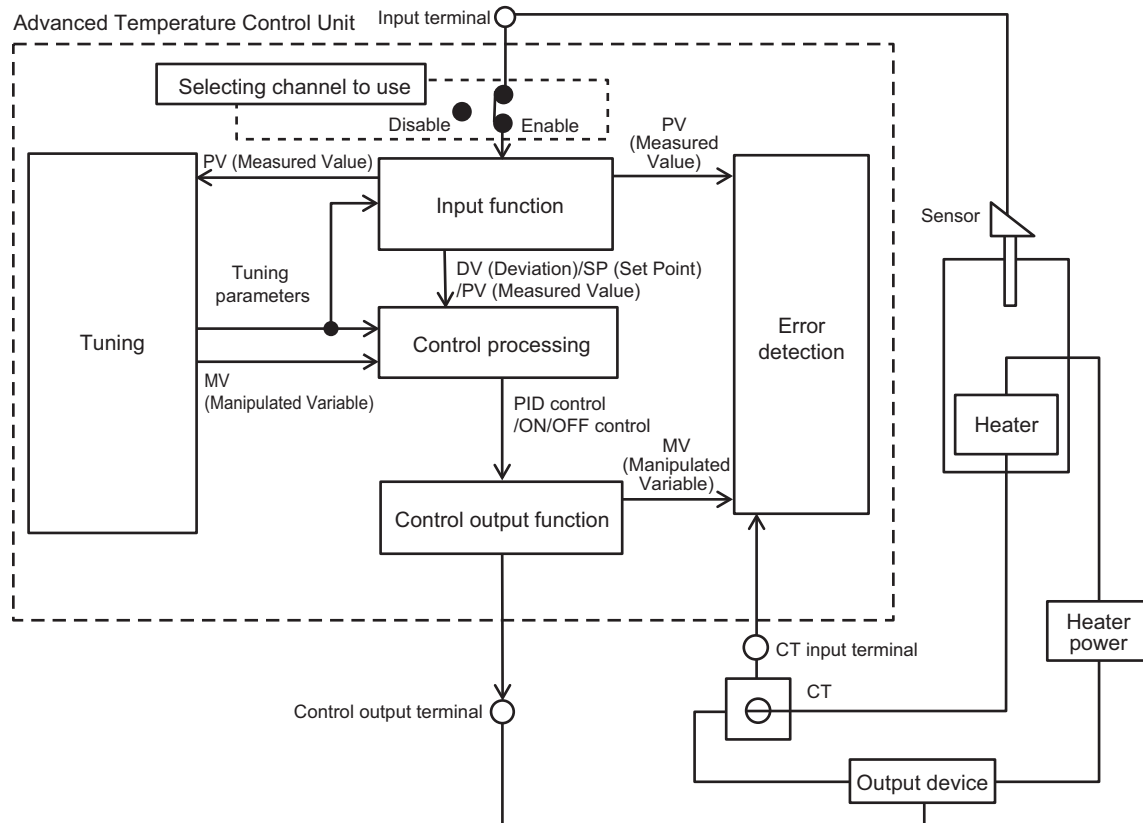 Input terminal
Advanced Temperature Control Unit
Selecting channel to use
Disable
Enable
PV (Measured Value)
PV
(Measured
Value)
Input function
Sensor
DV (Deviation)/SP (Set Point)
/PV (Measured Value)
Tuning
parameters
Tuning
Control processing
Error
detection
MV
(Manipulated Variable)
PID control
/ON/OFF control
Heater
MV
(Manipulated
Variable)
Control output function
Heater
power
CT input terminal
CT
Control output terminal
Output device